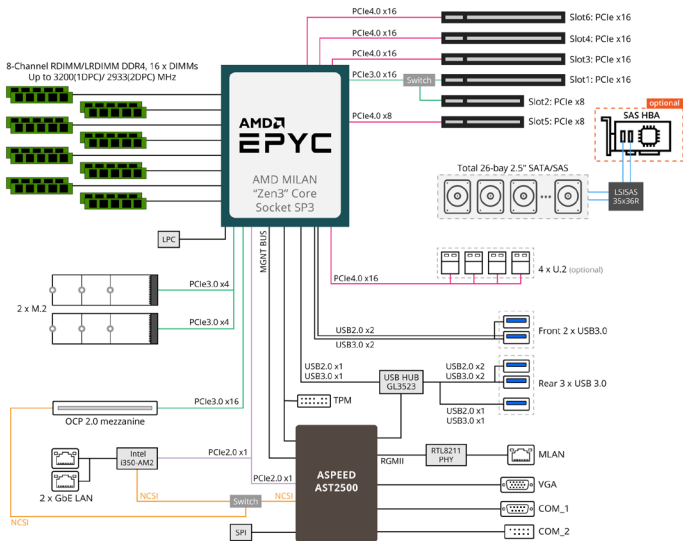 PCIe4.0 x16
Slot6: PCIe x16
PCIe4.0 x16
Slot4: PCIe x16
8-Channel RDIMM/LRDIMM DDR4, 16 x DIMMs
Up to 3200(1DPC)/ 2933(2DPC) MHz
PCIe4.0 x16
Slot3: PCIe x16
PCIe3.0 x16
Switch
Slot1: PCIe x16
Slot2: PCIe x8
PCIe4.0 x8
Slot5: PCIe x8
optional
SAS HBA
AMD
EPYC
AMD MILAN
"Zen3" Core
Socket SP3
Total 26-bay 2.5" SATA/SAS
LSISAS
35x36R
LPC
MGNT BUS
PCIe4.0 x16
4 x U.2 (optional)
2 x M.2
PCIe3.0 x4
PCIe3.0 x4
USB2.0 x2
USB3.0 x2
Front 2 x USB3.0
USB2.0 x1
USB3.0 x1
USB HUB
GL3523
USB2.0 x2
USB3.0 x2
Rear 3 x USB 3.0
USB2.0 x1
USB3.0 x1
PCIe3.0 x16
OCP 2.0 mezzanine
TPM
Intel
i350-AM2
PCIe2.0 x1
2 x GbE LAN
PCIe2.0 x1
NCSI
Switch
NCSI
NCSI
SPI
ASPEED
AST2500
RGMII
RTL8211
PHY
MLAN
VGA
COM_1
COM_2